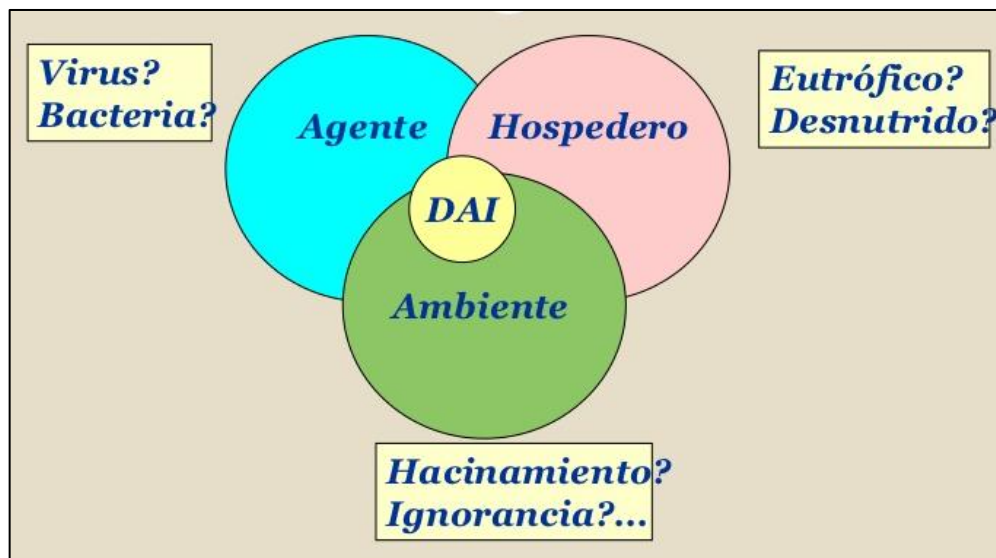 Virus?
Bacteria?
Eutrófico?
Desnutrido?
Agente
Hospedero
DAI
Ambiente
Hacinamiento?
Ignorancia?...